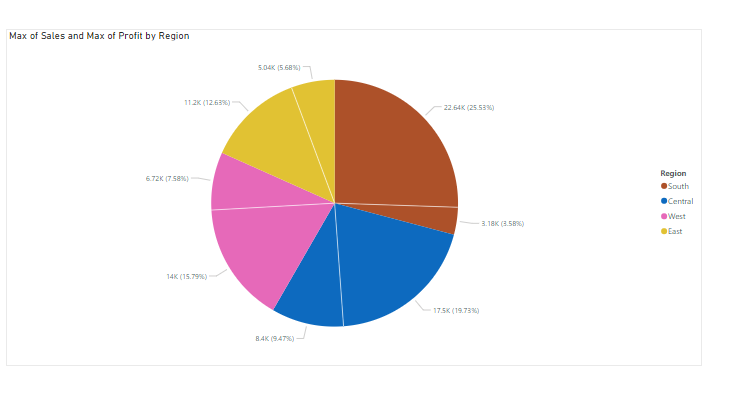 Max of Sales and Max of Profit by Region
5.04K (5.68%)
11.2K (12.63%)
22.64K (25.53%)
6.72K (7.58%)
3.18K (3.58%)
14K (15.79%)
17.5K (19.73%)
8.4K (9.47%)
Region
South
Central
West
East